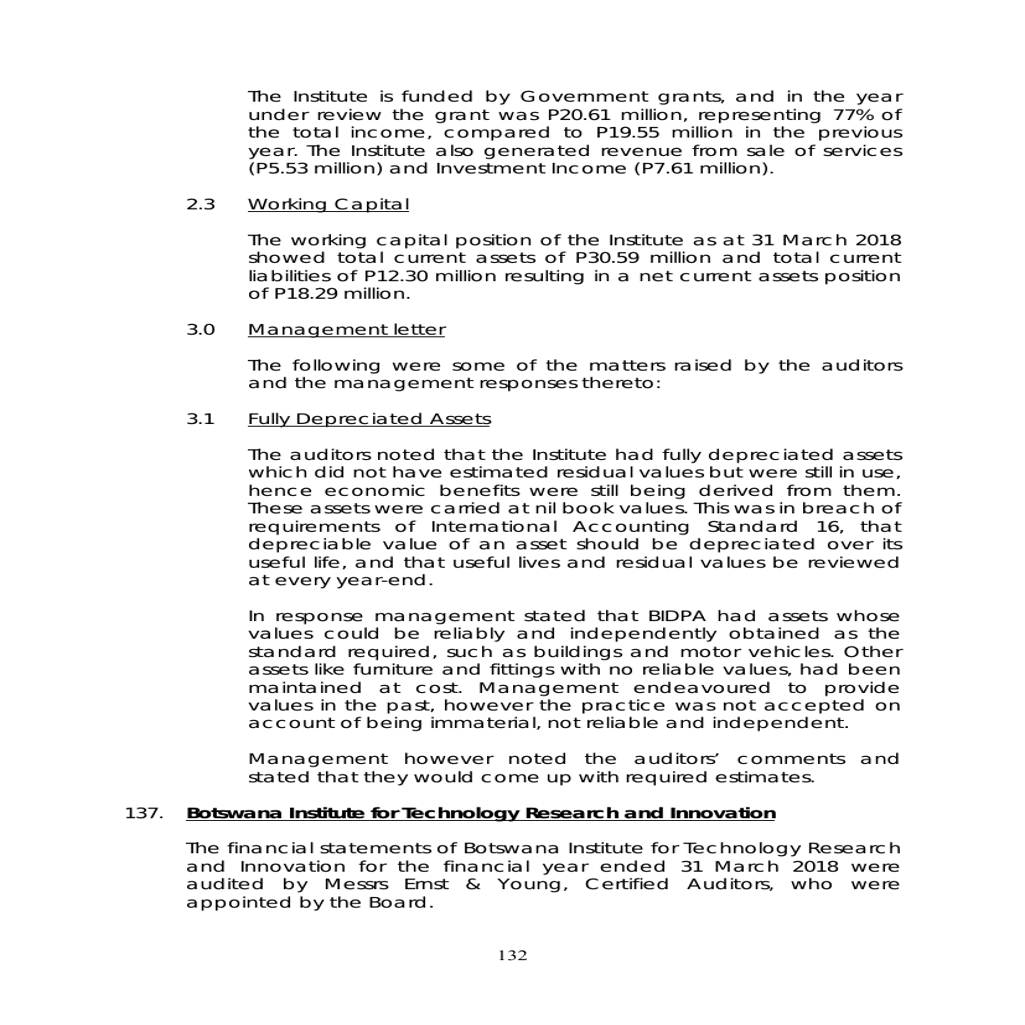 The Institute is funded by Government grants, and in the year
under review the grant was P20.61 million, representing 77% of
the total income, compared to P19.55 million in the previous
year. The Institute also generated revenue from sale of services
(P5.53 million) and Investment Income (P7.61 million).
2.3 Working Capital
The working capital position of the Institute as at 31 March 2018
showed total current assets of P30.59 million and total current
liabilities of P12.30 million resulting in a net current assets position
of P18.29 million.
3.0 Management letter
The following were some of the matters raised by the auditors
and the management responses thereto:
3.1 Fully Depreciated Assets
The auditors noted that the Institute had fully depreciated assets
which did not have estimated residual values but were still in use,
hence economic benefits were still being derived from them.
These assets were carried at nil book values. This was in breach of
requirements of International Accounting Standard 16, that
depreciable value of an asset should be depreciated over its
useful life, and that useful lives and residual values be reviewed
at every year-end.
In response management stated that BIDPA had assets whose
values could be reliably and independently obtained as the
standard required, such as buildings and motor vehicles. Other
assets like furniture and fittings with no reliable values, had been
maintained at cost. Management endeavoured to provide
values in the past, however the practice was not accepted on
account of being immaterial, not reliable and independent.
Management however noted the auditors' comments and
stated that they would come up with required estimates.
137. Botswana Institute for Technology Research and Innovation
The financial statements of Botswana Institute for Technology Research
and Innovation for the financial year ended 31 March 2018 were
audited by Messrs Ernst & Young, Certified Auditors, who were
appointed by the Board.
132